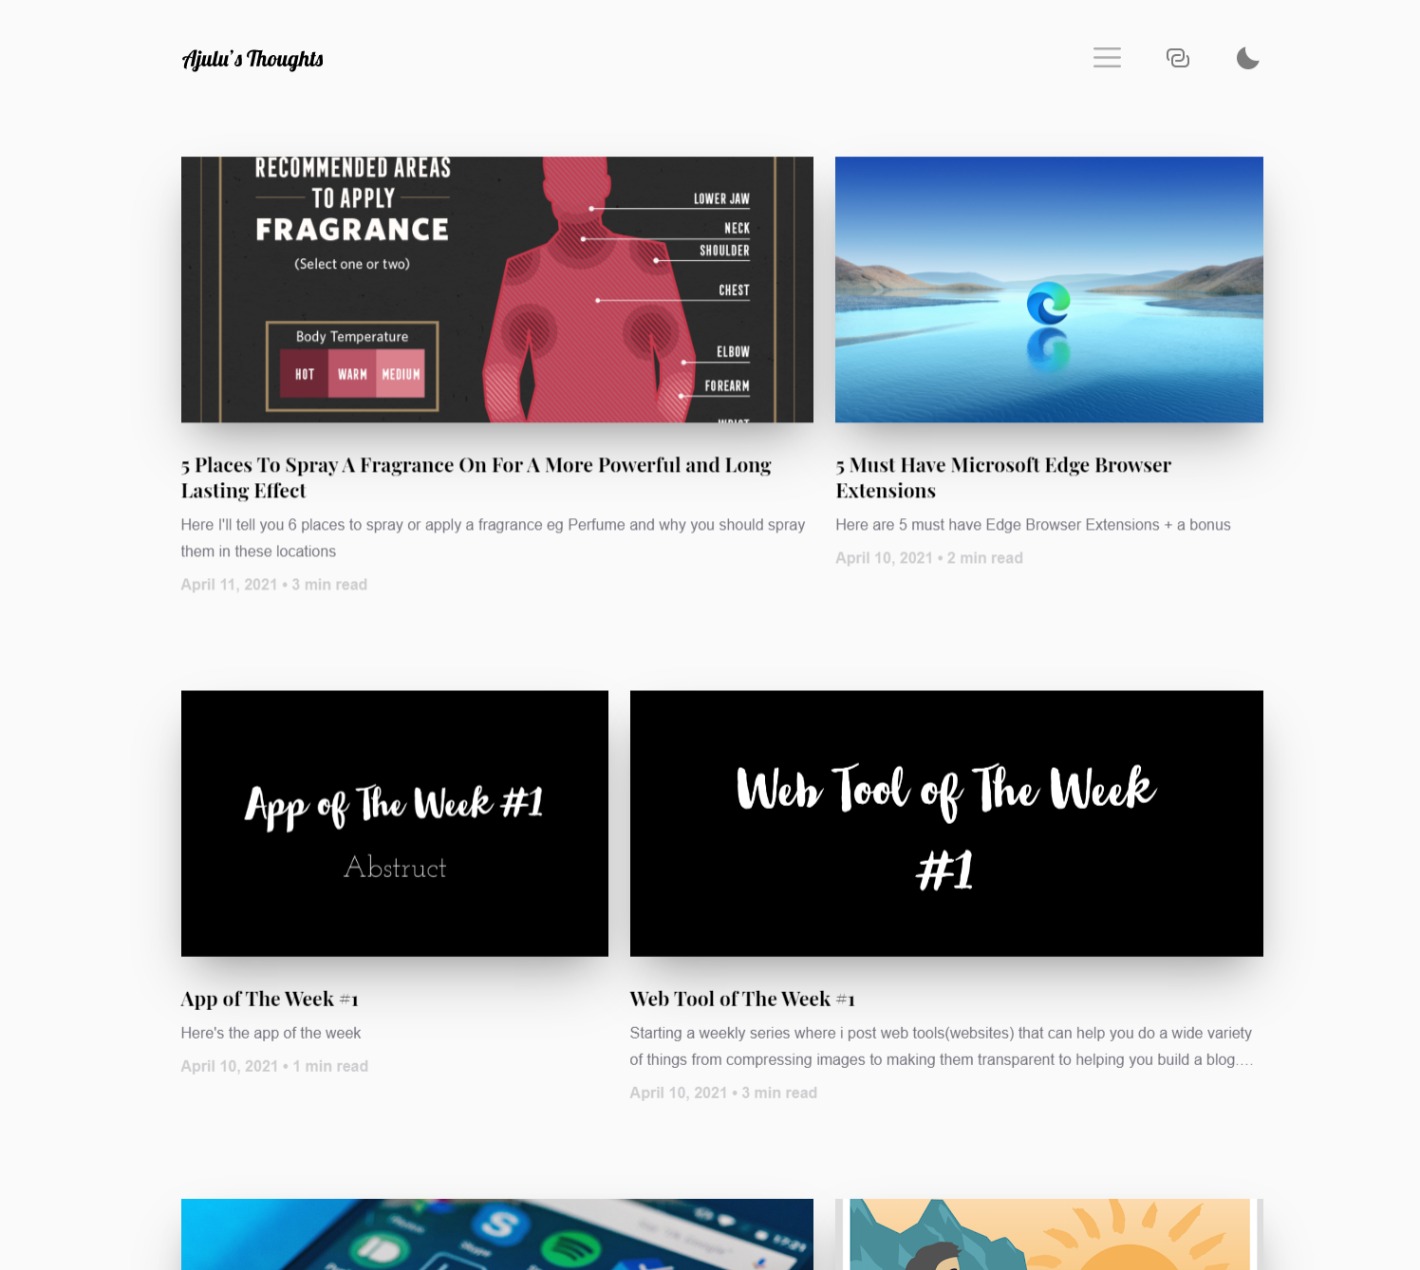 Ajulu's Thoughts
RECOMMENDED AREAS
TO APPLY
FRAGRANCE
(Select one or two)
Body Temperature
HOT WARM MEDIUM
LOWER JAW
NECK
SHOULDER
CHEST
ELBOW
FOREARM
5 Places To Spray A Fragrance On For A More Powerful and Long
Lasting Effect
Here I'll tell you 6 places to spray or apply a fragrance eg Perfume and why you should spray
them in these locations
April 11, 2021 • 3 min read
5 Must Have Microsoft Edge Browser
Extensions
Here are 5 must have Edge Browser Extensions + a bonus
April 10, 2021 • 2 min read
App of The Week #1
Abstruct
App of The Week #1
Here's the app of the week
April 10, 2021 • 1 min read
Web Tool of The Week
#1
Web Tool of The Week #1
Starting a weekly series where i post web tools(websites) that can help you do a wide variety
of things from compressing images to making them transparent to helping you build a blog....
April 10, 2021 • 3 min read
Skype